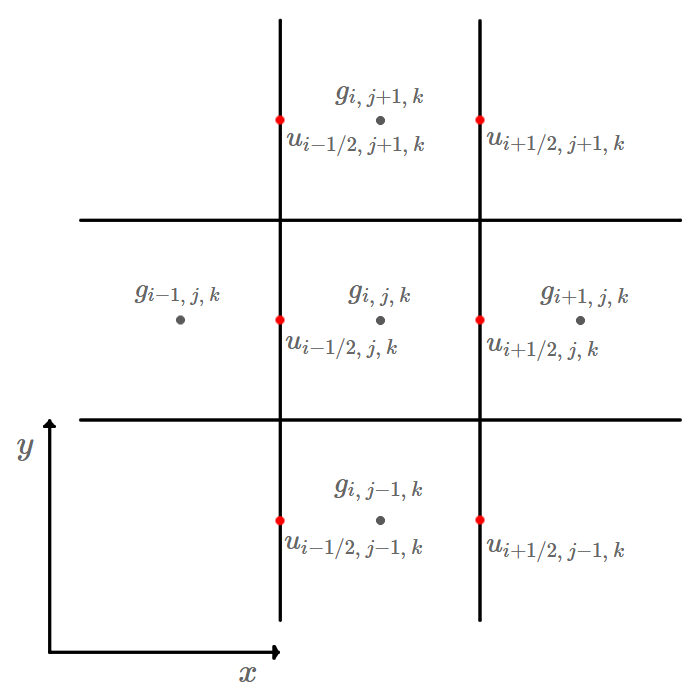 g_{i, j+1, k}
u_{i−1/2, j+1, k} u_{i+1/2, j+1, k}
g_{i−1, j, k} g_{i, j, k} g_{i+1, j, k}
u_{i−1/2, j, k} u_{i+1/2, j, k}
y
g_{i, j−1, k}
u_{i−1/2, j−1, k} u_{i+1/2, j−1, k}
x